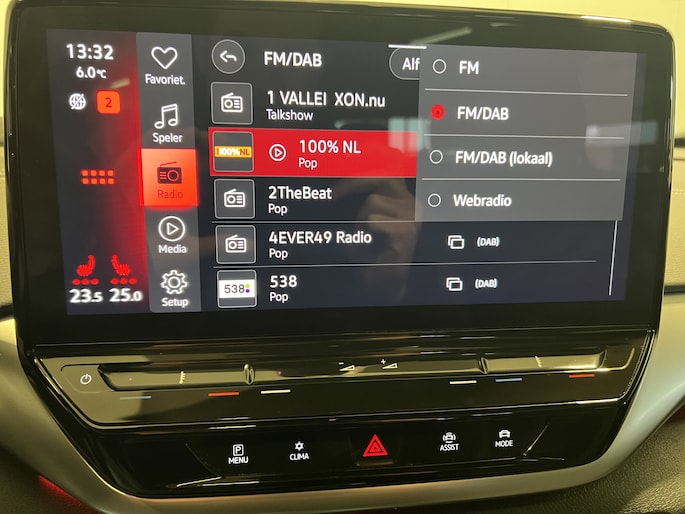 13:32
6.0°C
2
23.5 25.0
Favoriet.
Speler
Radio
Media
Setup
FM/DAB
Alf
1 VALLEI XON.nu
Talkshow
100% NL
100% NL
Pop
2TheBeat
Pop
4EVER49 Radio
(DAB)
Pop
538
538
(DAB)
Pop
FM
FM/DAB
FM/DAB (lokaal)
Webradio
- +
P
MENU
CLIMA
ASSIST
MODE